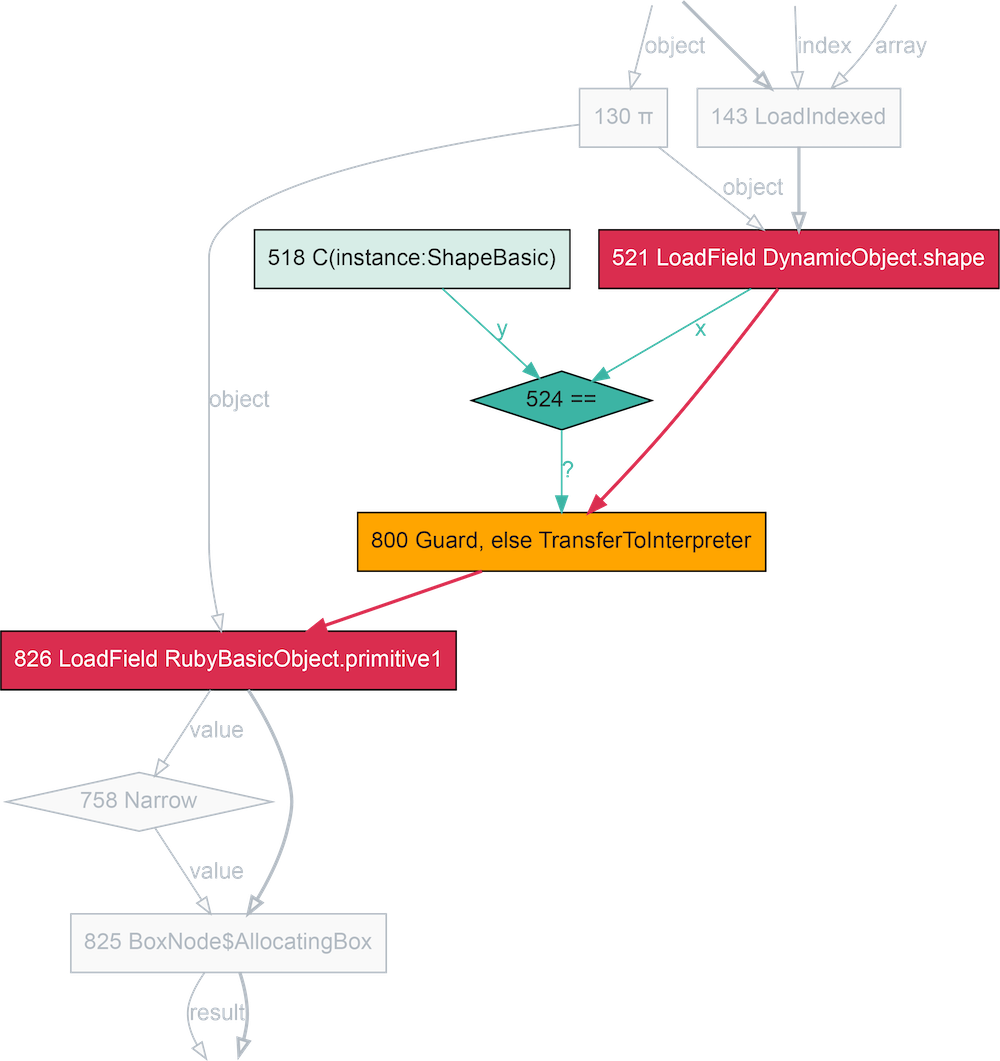 object
index
array
130 π
143 LoadIndexed
object
518 C(instance:ShapeBasic)
521 LoadField DynamicObject.shape
y
x
object
524 ==
?
800 Guard, else TransferToInterpreter
826 LoadField RubyBasicObject.primitive1
value
758 Narrow
value
825 BoxNode$AllocatingBox
result